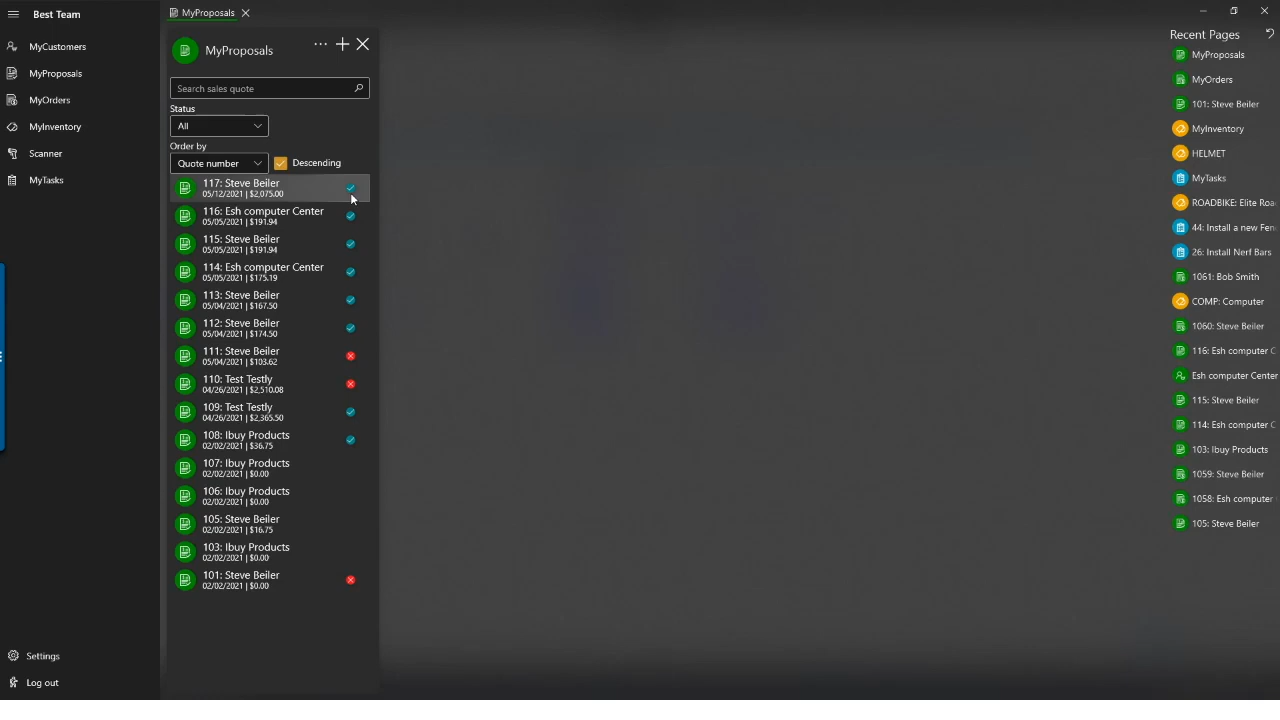 Best Team
MyCustomers
MyProposals
MyOrders
MyInventory
Scanner
MyTasks
Settings
Log out
MyProposals
MyProposals
Search sales quote
Status
All
Order by
Quote number
Descending
117: Steve Beiler
05/12/2021 | $2,075.00
116: Esh computer Center
05/05/2021 | $191.94
115: Steve Beiler
05/05/2021 | $191.94
114: Esh computer Center
05/05/2021 | $175.19
113: Steve Beiler
05/04/2021 | $167.50
112: Steve Beiler
05/04/2021 | $174.50
111: Steve Beiler
05/04/2021 | $103.62
110: Test Testly
04/26/2021 | $2,510.08
109: Test Testly
04/26/2021 | $2,365.50
108: Ibuy Products
02/02/2021 | $36.75
107: Ibuy Products
02/02/2021 | $0.00
106: Ibuy Products
02/02/2021 | $0.00
105: Steve Beiler
02/02/2021 | $16.75
103: Ibuy Products
02/02/2021 | $0.00
101: Steve Beiler
02/02/2021 | $0.00
Recent Pages
MyProposals
MyOrders
101: Steve Beiler
MyInventory
HELMET
MyTasks
ROADBIKE: Elite Roa
44: Install a new Fen
26: Install Nerf Bars
1061: Bob Smith
COMP: Computer
1060: Steve Beiler
116: Esh computer C
Esh computer Center
115: Steve Beiler
114: Esh computer C
103: Ibuy Products
1059: Steve Beiler
1058: Esh computer
105: Steve Beiler